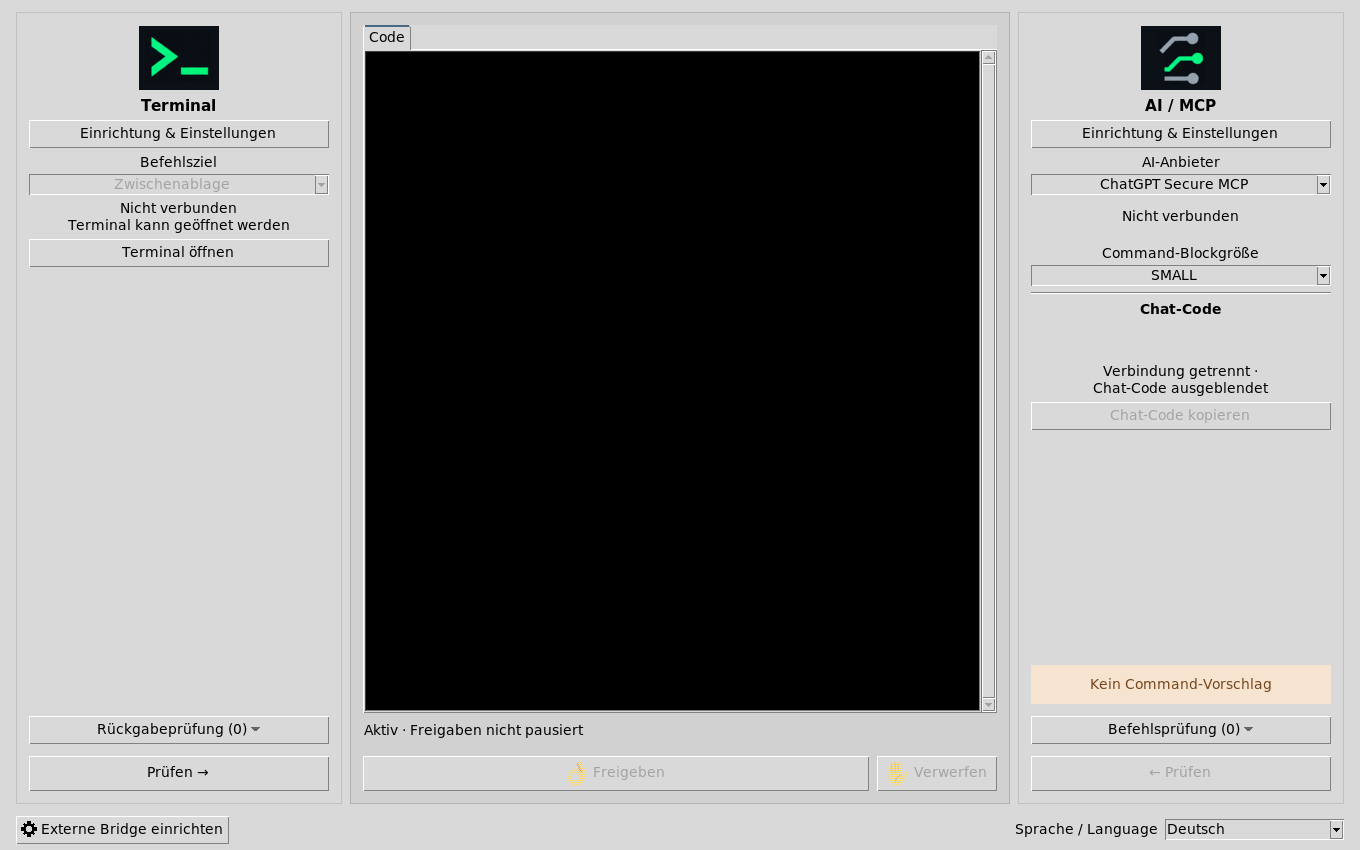 Terminal
Einrichtung & Einstellungen
Befehlsziel
Zwischenablage
Nicht verbunden
Terminal kann geöffnet werden
Terminal öffnen
Rückgabeprüfung (0)
Prüfen →
Code
Aktiv · Freigaben nicht pausiert
Freigeben
Verwerfen
AI / MCP
Einrichtung & Einstellungen
AI-Anbieter
ChatGPT Secure MCP
Nicht verbunden
Command-Blockgröße
SMALL
Chat-Code
Verbindung getrennt ·
Chat-Code ausgeblendet
Chat-Code kopieren
Kein Command-Vorschlag
Befehlsprüfung (0)
← Prüfen
Externe Bridge einrichten
Sprache / Language
Deutsch